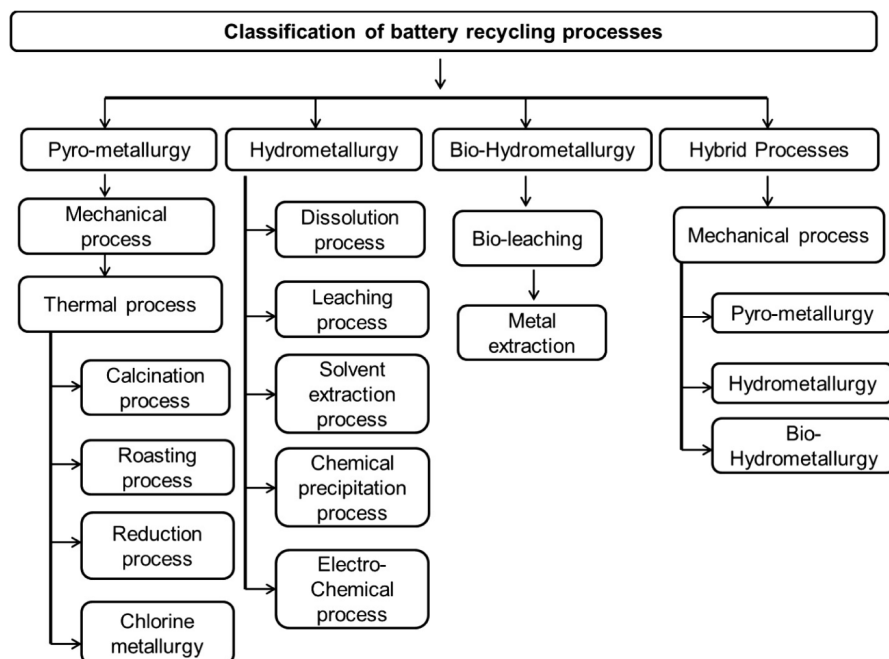 Classification of battery recycling processes
Pyro-metallurgy
Hydrometallurgy
Bio-Hydrometallurgy
Hybrid Processes
Mechanical
process
Thermal process
Calcination
process
Roasting
process
Reduction
process
Chlorine
metallurgy
Dissolution
process
Leaching
process
Solvent
extraction
process
Chemical
precipitation
process
Electro-
Chemical
process
Bio-leaching
Metal
extraction
Mechanical process
Pyro-metallurgy
Hydrometallurgy
Bio-
Hydrometallurgy